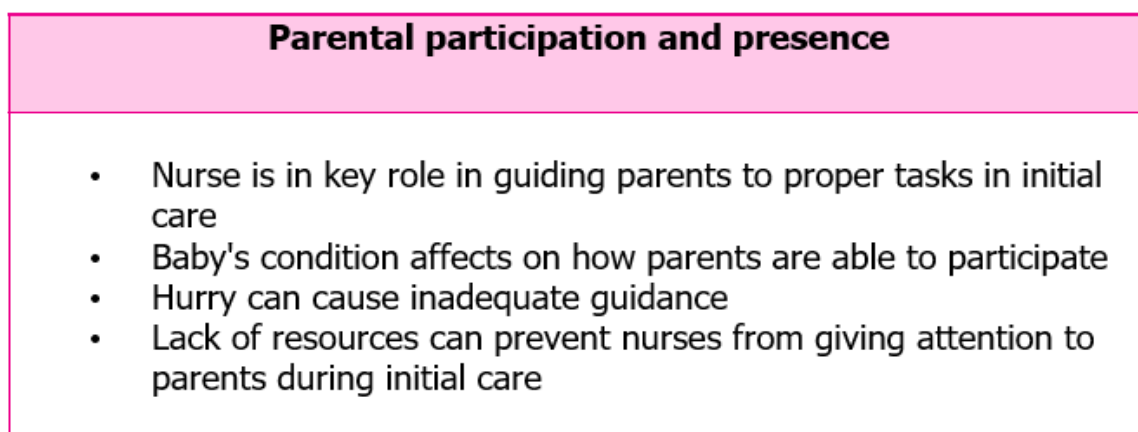 Parental participation and presence
• Nurse is in key role in guiding parents to proper tasks in initial
care
• Baby's condition affects on how parents are able to participate
• Hurry can cause inadequate guidance
• Lack of resources can prevent nurses from giving attention to
parents during initial care